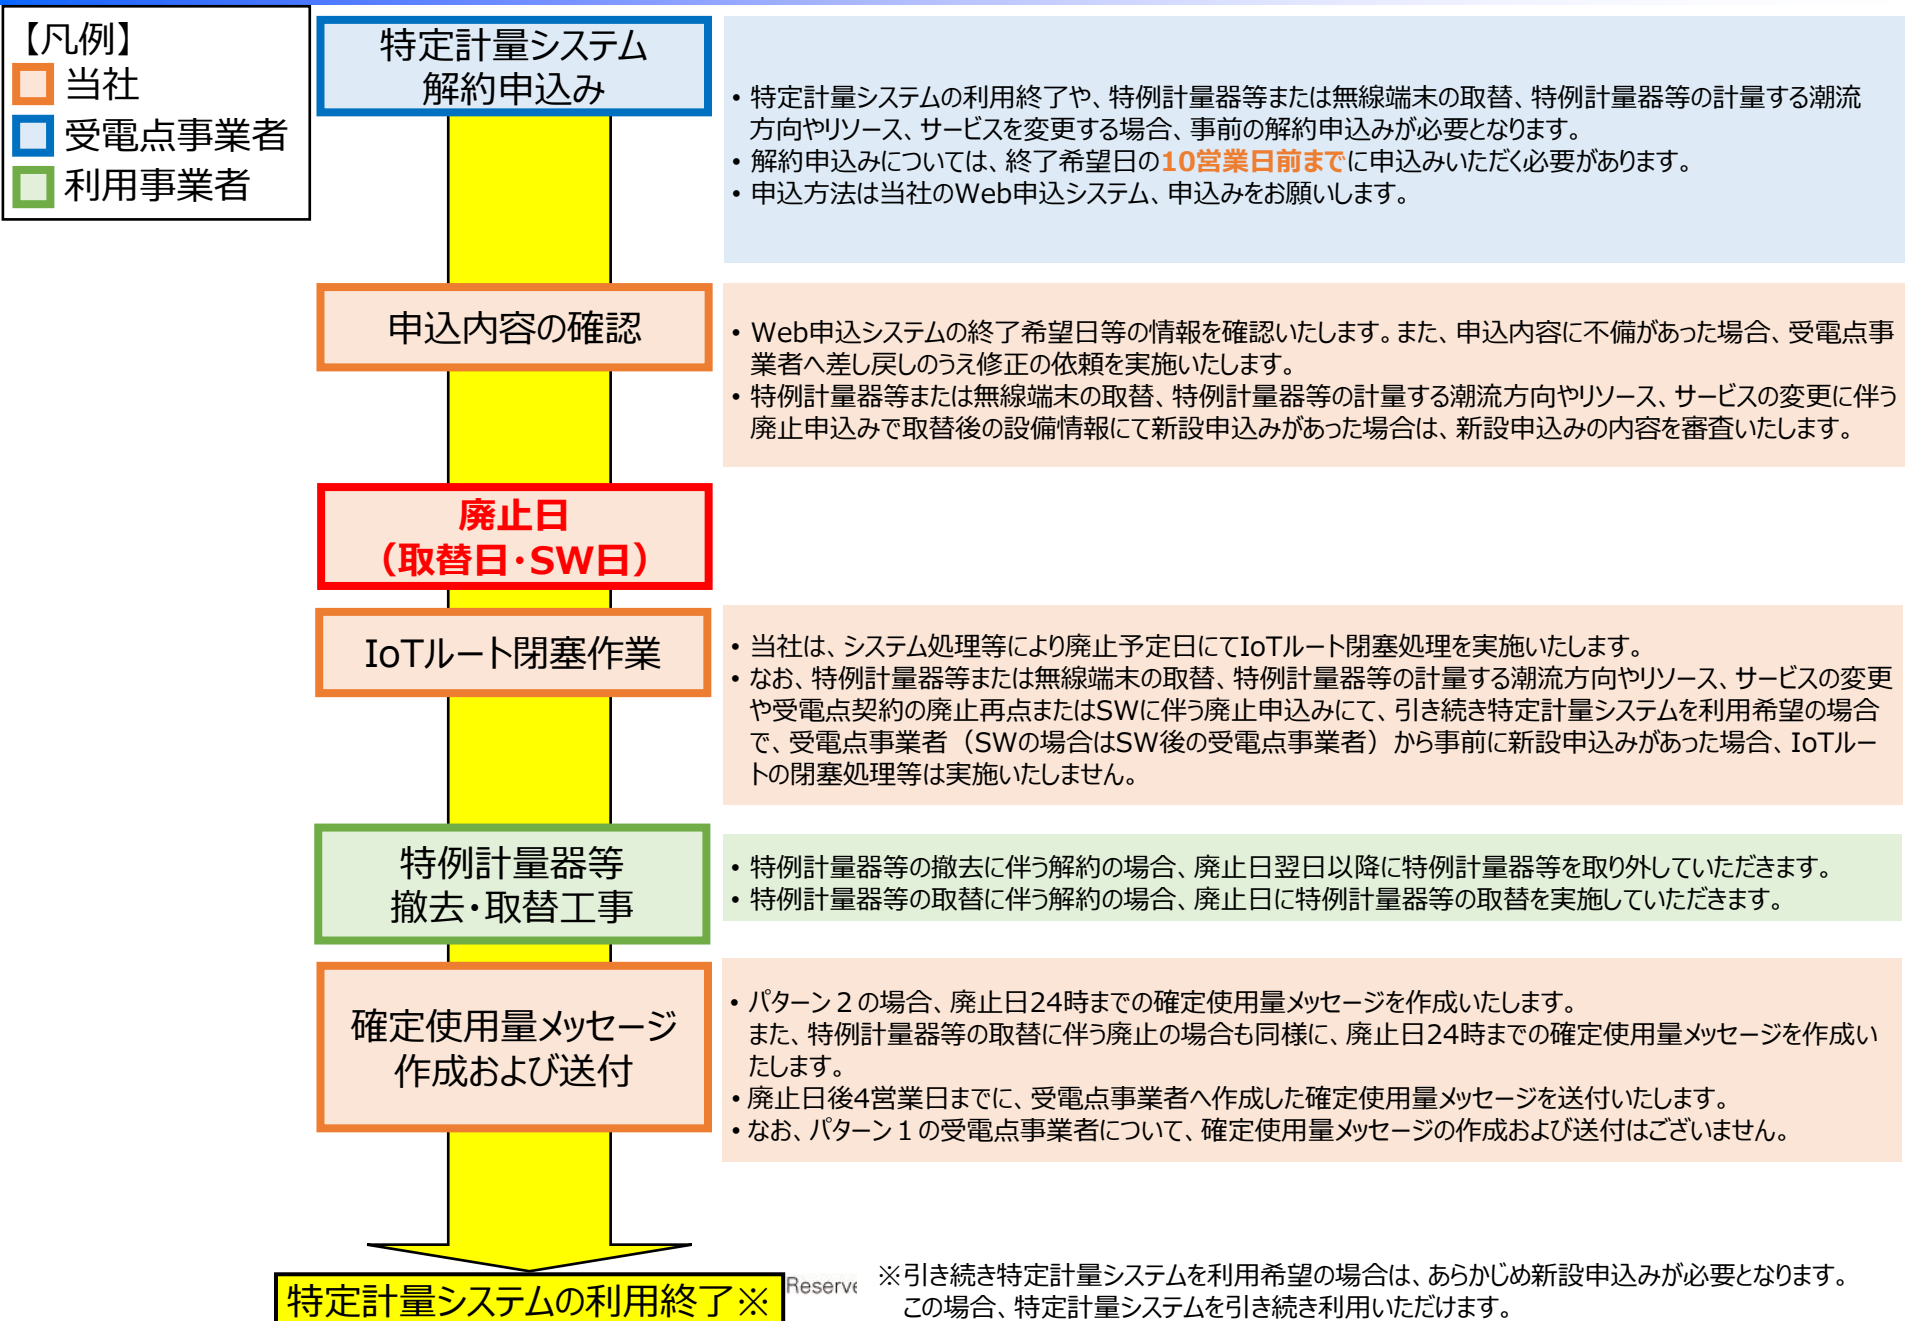 【凡例】
当社
受電点事業者
利用事業者
特定計量システム
解約申込み
• 特定計量システムの利用終了や、特例計量器等または無線端末の取替、特例計量器等の計量する潮流
方向やリソース、サービスを変更する場合、事前の解約申込みが必要となります。
• 解約申込みについては、終了希望日の10営業日前までに申込みいただく必要があります。
• 申込方法は当社のWeb申込システム、申込みをお願いします。
申込内容の確認
• Web申込システムの終了希望日等の情報を確認いたします。また、申込内容に不備があった場合、受電点事
業者へ差し戻しのうえ修正の依頼を実施いたします。
• 特例計量器等または無線端末の取替、特例計量器等の計量する潮流方向やリソース、サービスの変更に伴う
廃止申込みで取替後の設備情報にて新設申込みがあった場合は、新設申込みの内容を審査いたします。
廃止日
（取替日・SW日）
IoTルート閉塞作業
• 当社は、システム処理等により廃止予定日にてIoTルート閉塞処理を実施いたします。
• なお、特例計量器等または無線端末の取替、特例計量器等の計量する潮流方向やリソース、サービスの変更
や受電点契約の廃止再点またはSWに伴う廃止申込みにて、引き続き特定計量システムを利用希望の場合
で、受電点事業者（SWの場合はSW後の受電点事業者）から事前に新設申込みがあった場合、IoTルー
トの閉塞処理等は実施いたしません。
特例計量器等
撤去・取替工事
• 特例計量器等の撤去に伴う解約の場合、廃止日翌日以降に特例計量器等を取り外していただきます。
• 特例計量器等の取替に伴う解約の場合、廃止日に特例計量器等の取替を実施していただきます。
確定使用量メッセージ
作成および送付
• パターン２の場合、廃止日24時までの確定使用量メッセージを作成いたします。
また、特例計量器等の取替に伴う廃止の場合も同様に、廃止日24時までの確定使用量メッセージを作成い
たします。
• 廃止日後4営業日までに、受電点事業者へ作成した確定使用量メッセージを送付いたします。
• なお、パターン１の受電点事業者について、確定使用量メッセージの作成および送付はございません。
特定計量システムの利用終了※
Reserve
※引き続き特定計量システムを利用希望の場合は、あらかじめ新設申込みが必要となります。
この場合、特定計量システムを引き続き利用いただけます。